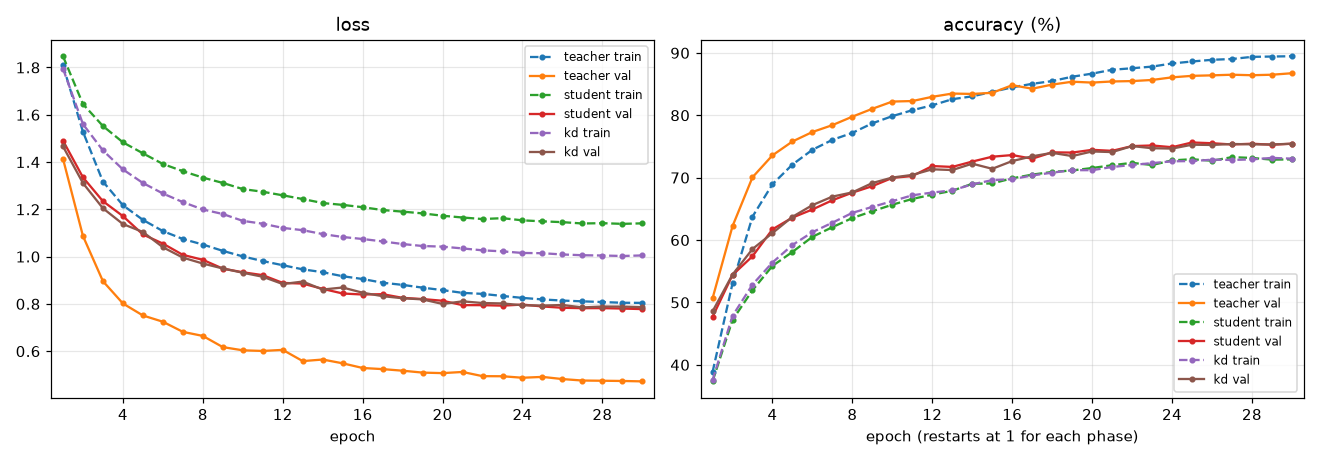 loss
1.8
1.6
1.4
1.2
1.0
0.8
0.6
4 8 12 16 20 24 28
epoch
teacher train
teacher val
student train
student val
kd train
kd val
accuracy (%)
90
80
70
60
50
40
4 8 12 16 20 24 28
epoch (restarts at 1 for each phase)
teacher train
teacher val
student train
student val
kd train
kd val